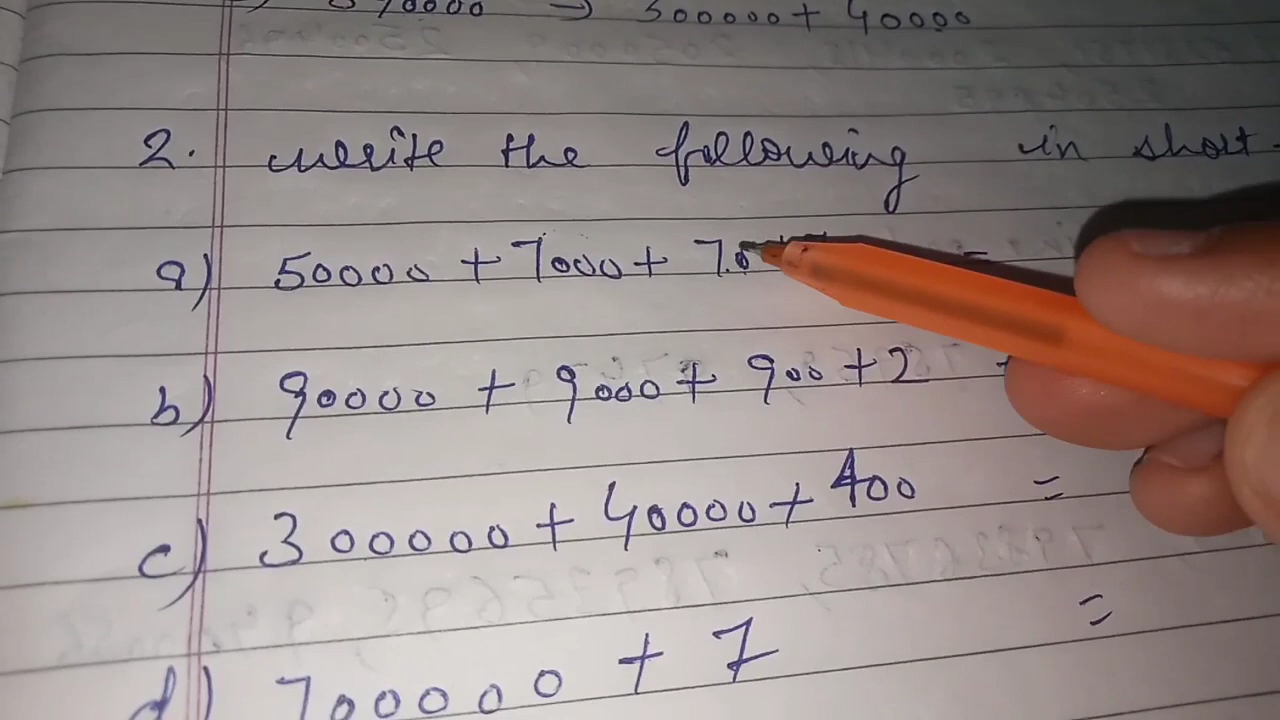 300000 + 40000
2. write the following in short.
a) 50000 + 7000 + =
b) 90000 + 9000 + 900 + 2
c) 300000 + 40000 + 400 =
d) 700000 + 7 =